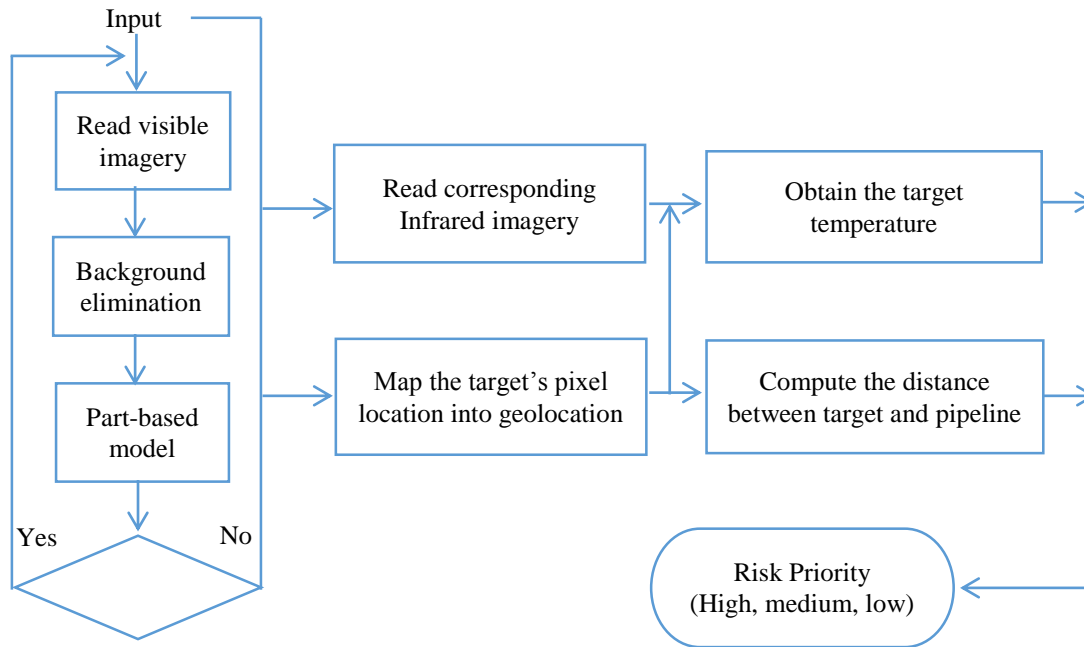 Input
Read visible
imagery
Background
elimination
Part-based
model
Yes
No
Read corresponding
Infrared imagery
Map the target’s pixel
location into geolocation
Obtain the target
temperature
Compute the distance
between target and pipeline
Risk Priority
(High, medium, low)